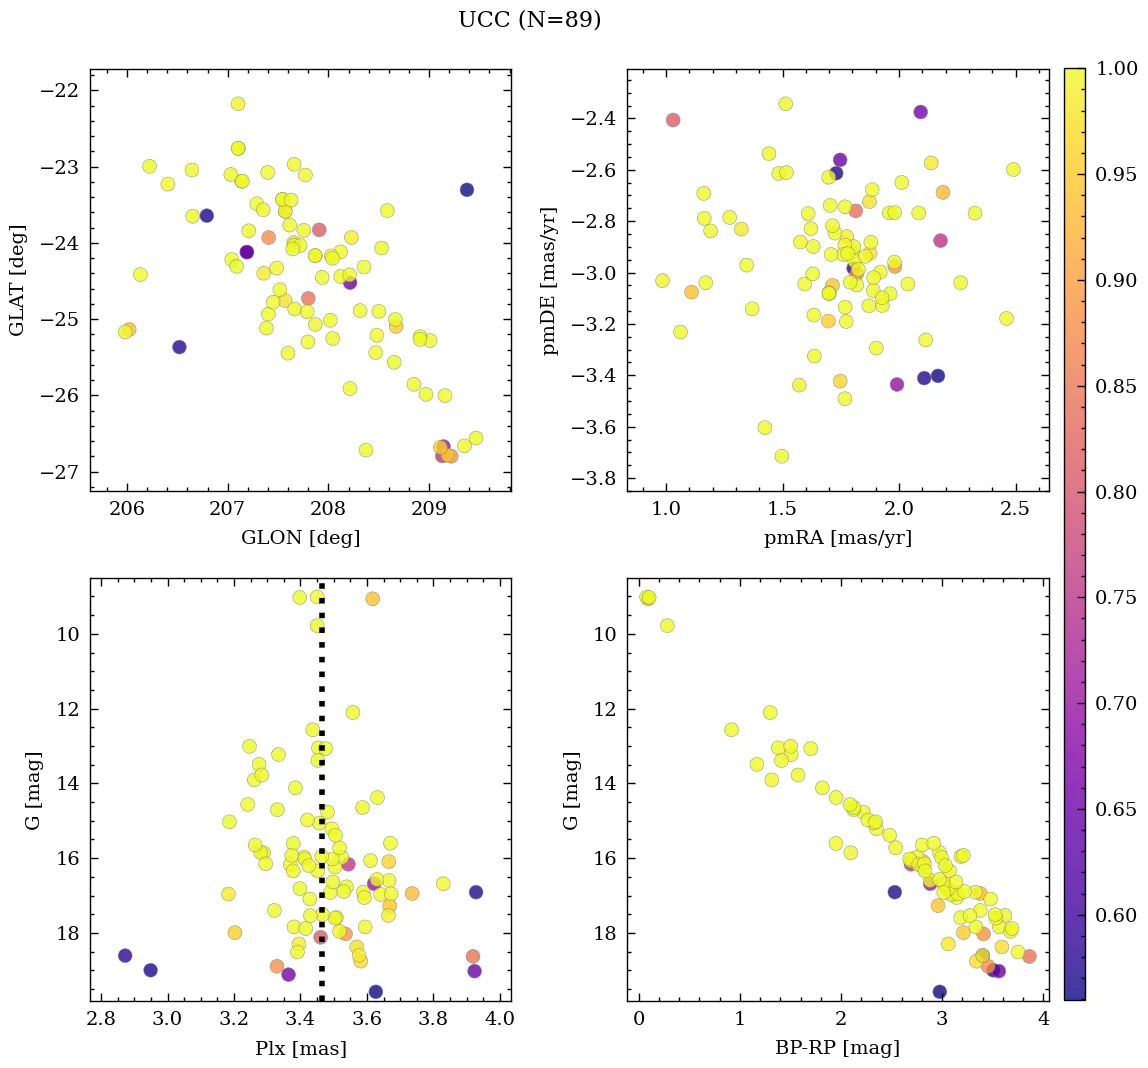 UCC (N=89)
−22
−23
−24
−25
−26
−27
GLAT [deg]
206 207 208 209
GLON [deg]
−2.4
−2.6
−2.8
−3.0
−3.2
−3.4
−3.6
−3.8
pmDE [mas/yr]
1.0 1.5 2.0 2.5
pmRA [mas/yr]
10
12
14
16
18
G [mag]
2.8 3.0 3.2 3.4 3.6 3.8 4.0
Plx [mas]
10
12
14
16
18
G [mag]
0 1 2 3 4
BP-RP [mag]
1.00
0.95
0.90
0.85
0.80
0.75
0.70
0.65
0.60